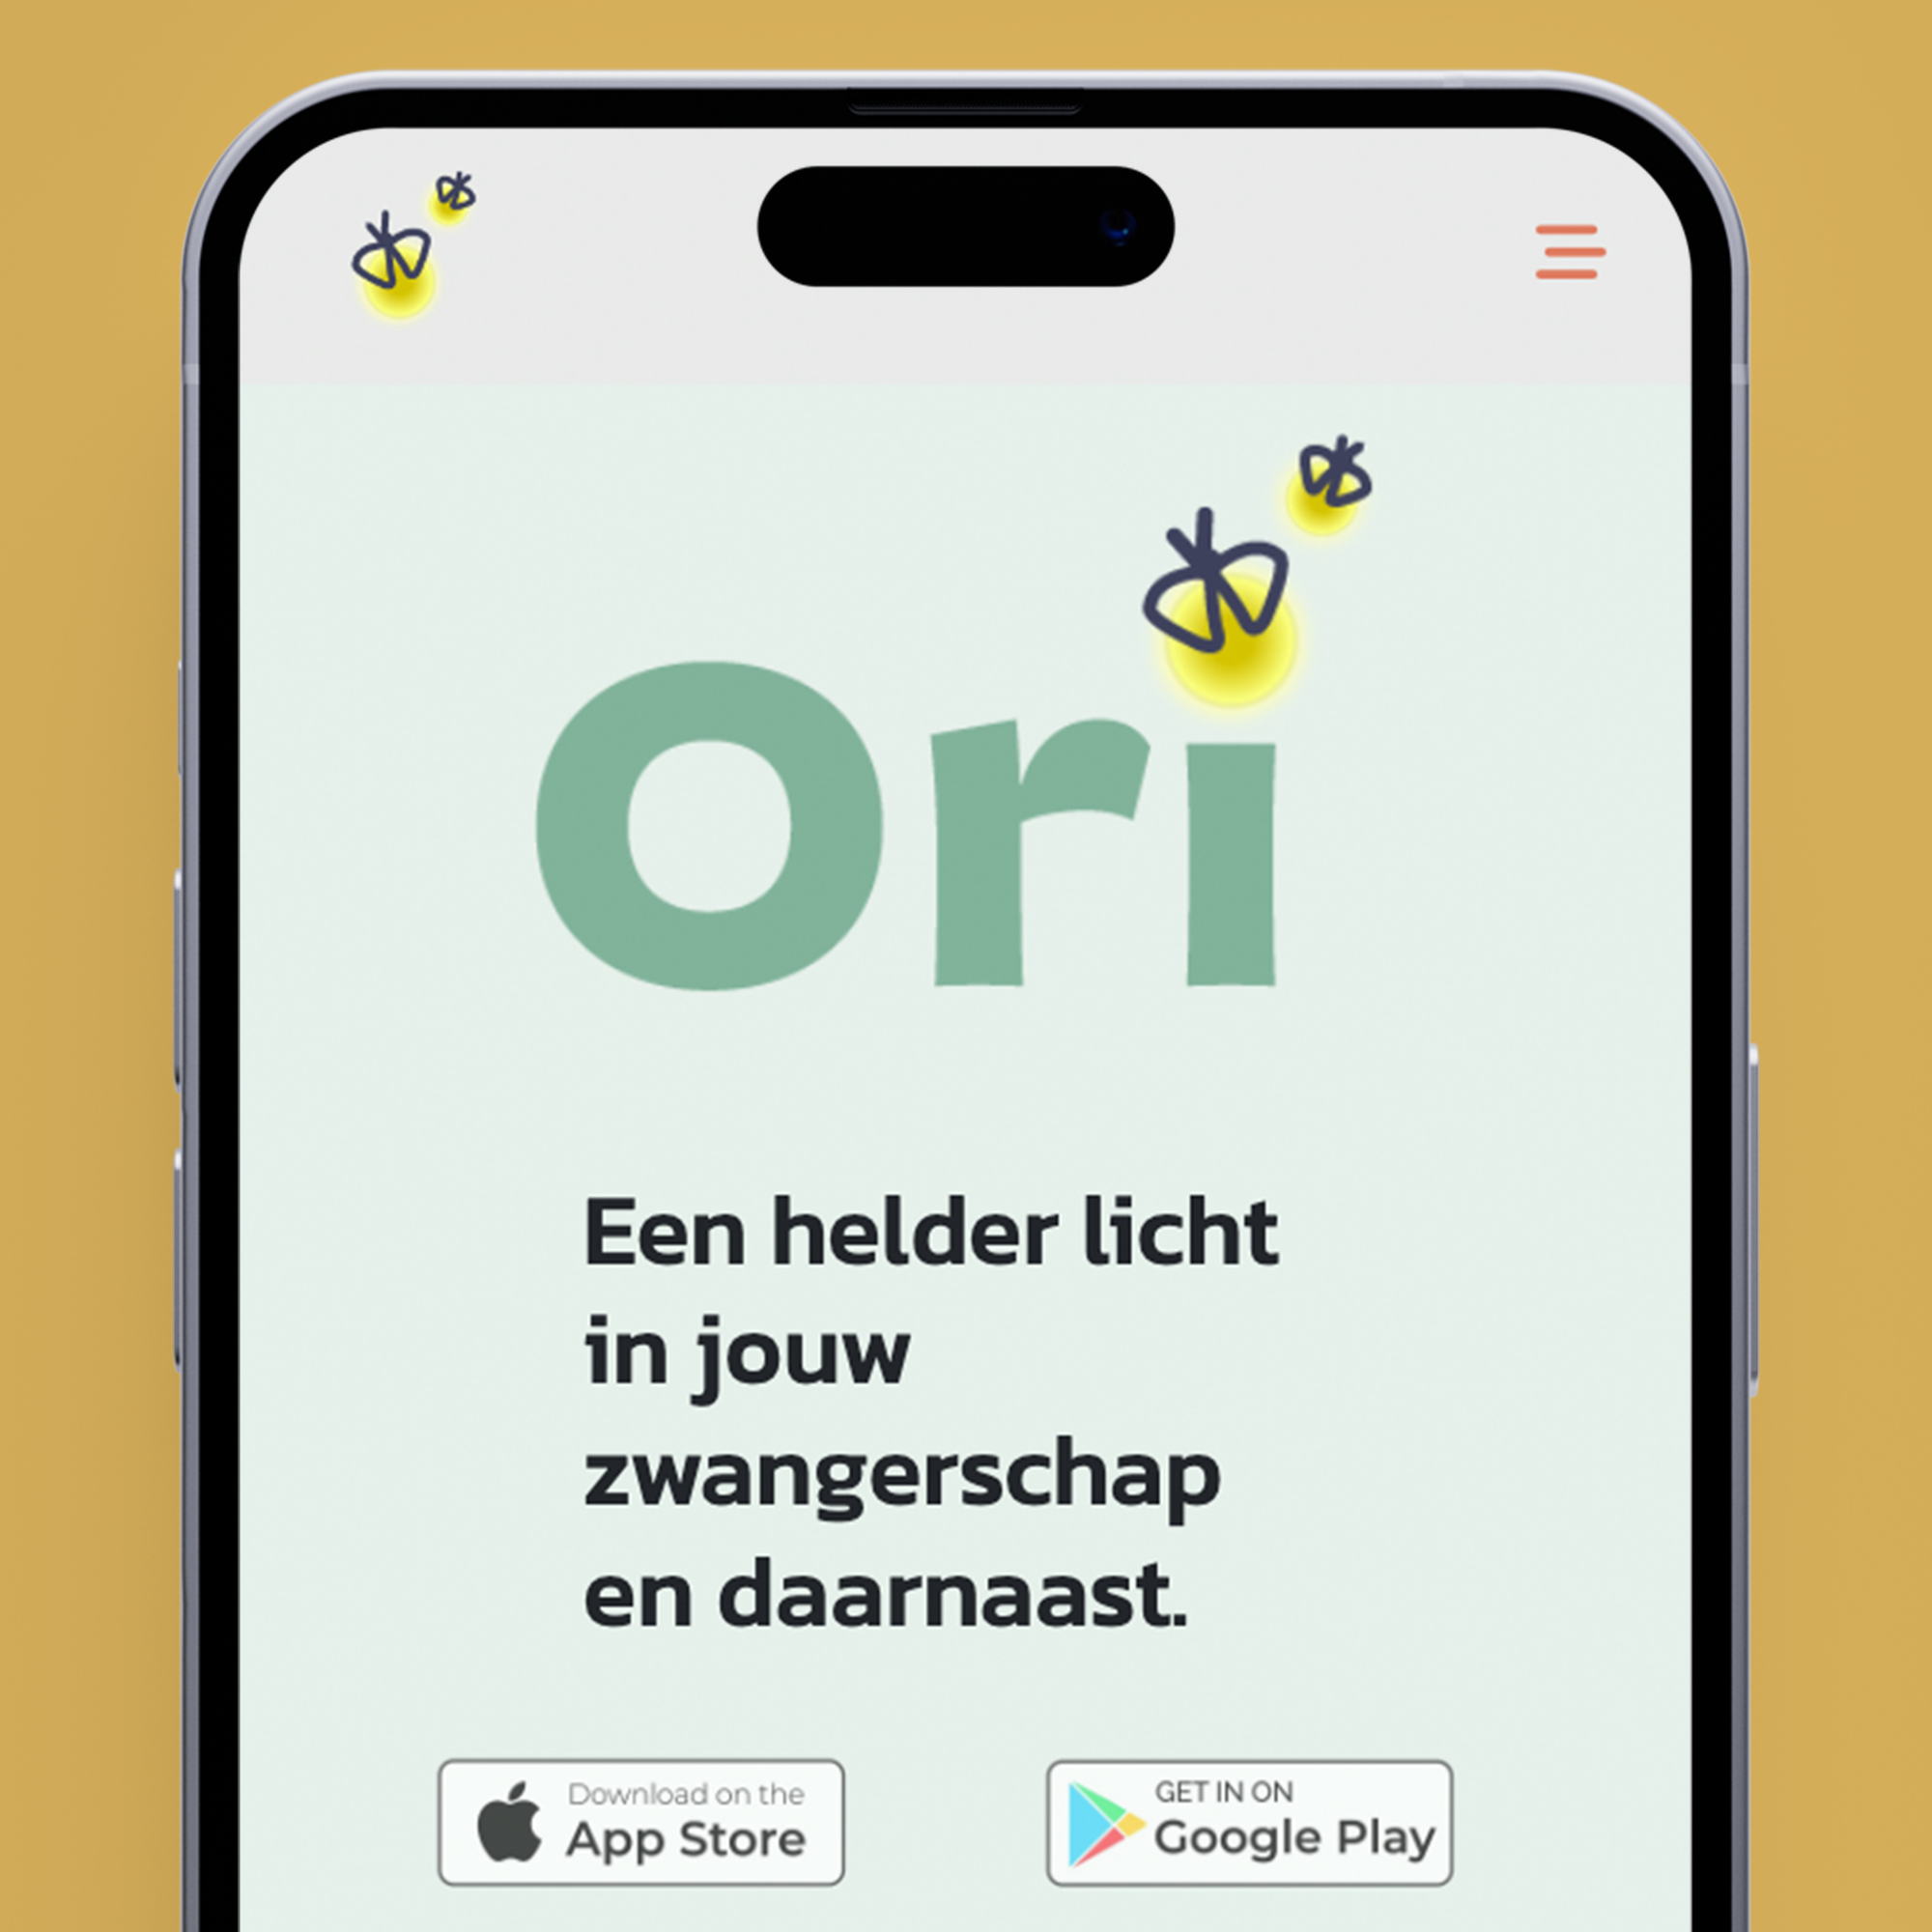 Ori
Een helder licht
in jouw
zwangerschap
en daarnaast.
Download on the
App Store
GET IN ON
Google Play